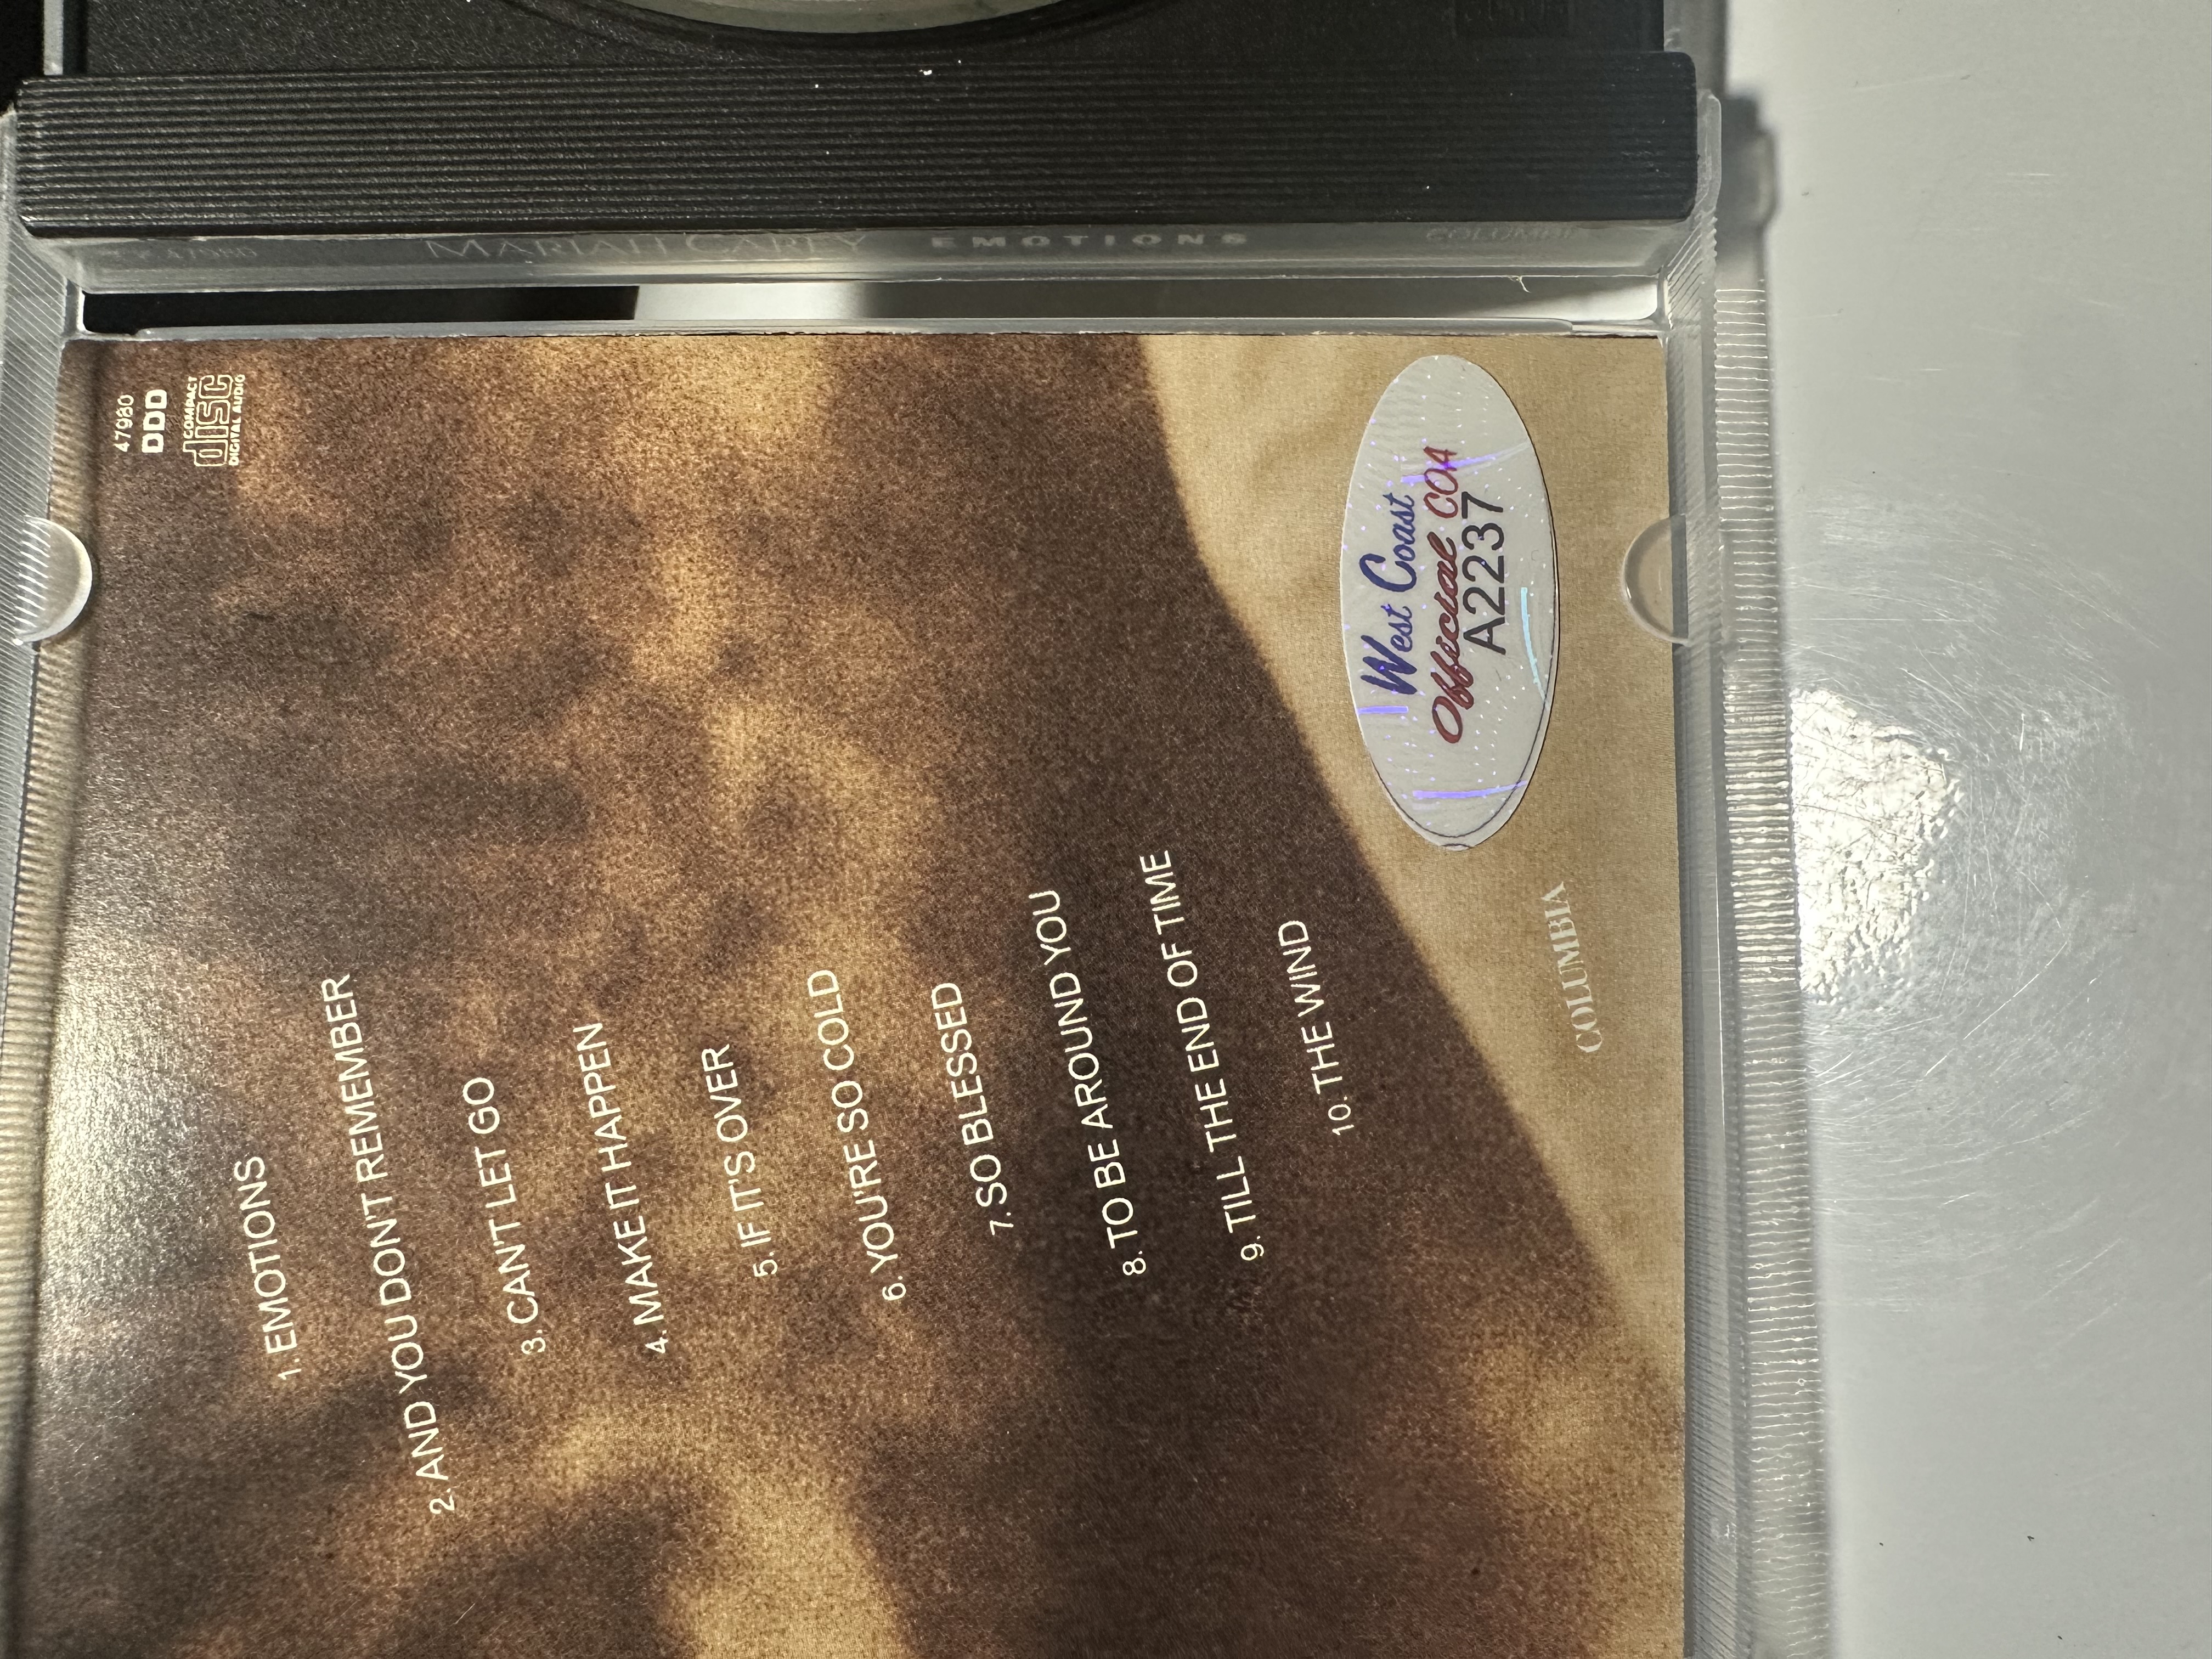 MARIAH CAREY EMOTIONS COLUMBIA
47980
DDD
COMPACT
disc
DIGITAL AUDIO
1. EMOTIONS
2. AND YOU DON'T REMEMBER
3. CAN'T LET GO
4. MAKE IT HAPPEN
5. IF IT'S OVER
6. YOU'RE SO COLD
7. SO BLESSED
8. TO BE AROUND YOU
9. TILL THE END OF TIME
10. THE WIND
West Coast
Official COA
A2237
COLUMBIA